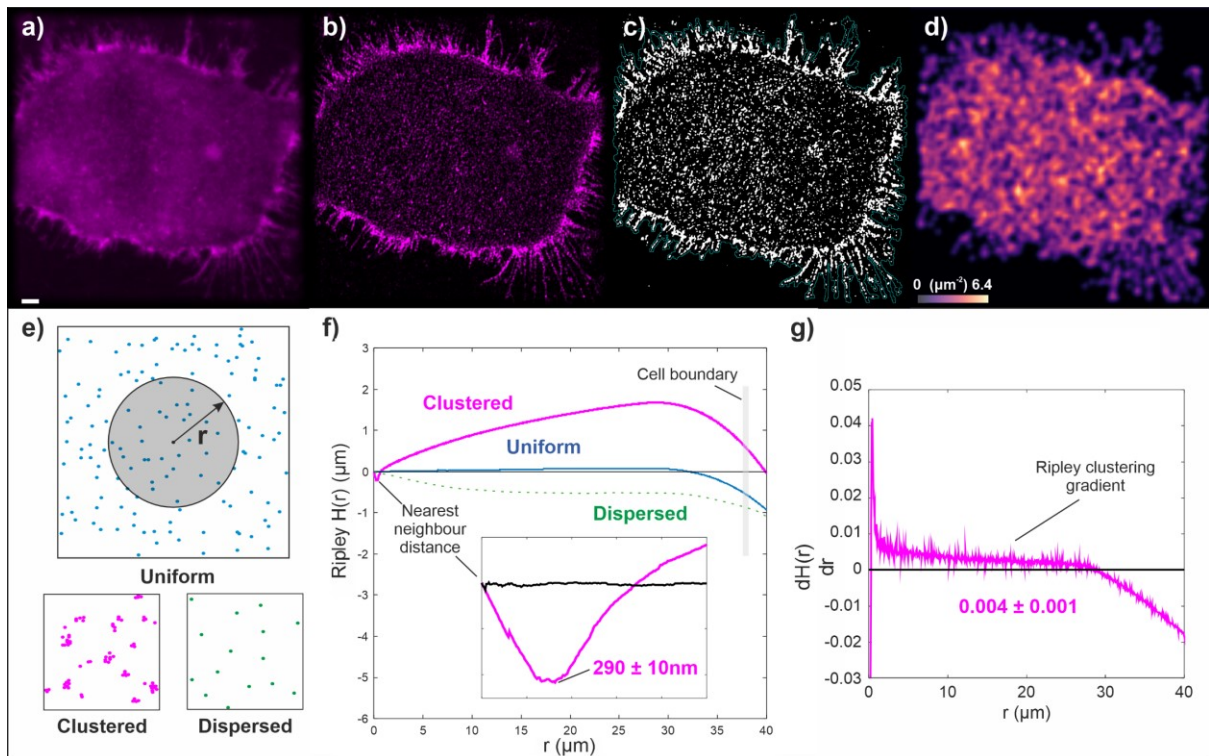 a)
b)
c)
d)
0 (μm⁻²) 6.4
e)
r
Uniform
Clustered
Dispersed
f)
3
2
1
0
-1
-2
-3
-4
-5
-6
Ripley H(r) (μm)
Clustered
Uniform
Dispersed
Cell boundary
Nearest
neighbour
distance
290 ± 10nm
0
5
10
15
20
25
30
35
40
r (μm)
g)
0.05
0.04
0.03
0.02
0.01
0
-0.01
-0.02
-0.03
dH(r)
dr
Ripley clustering
gradient
0.004 ± 0.001
0
10
20
30
40
r (μm)